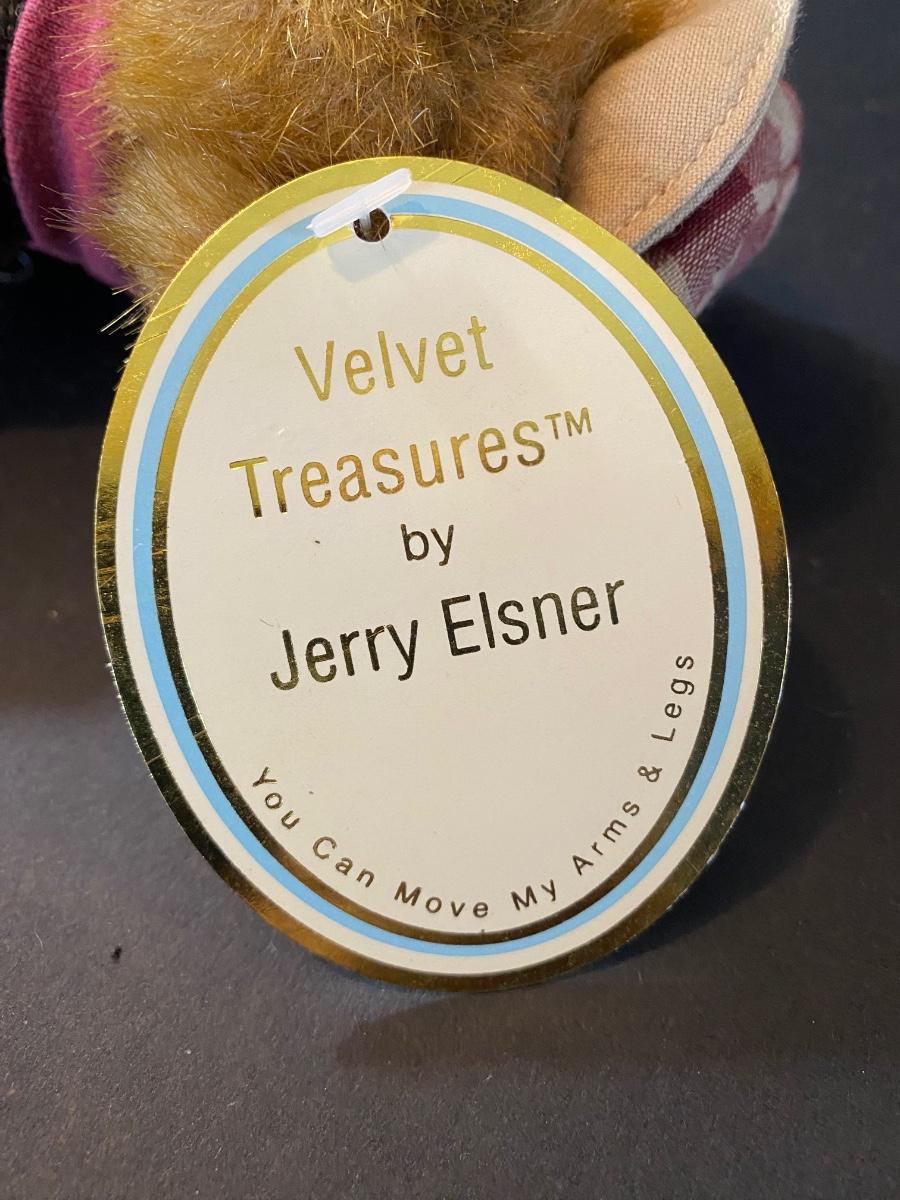 Velvet
Treasures™
by
Jerry Elsner
You Can Move My Arms & Legs